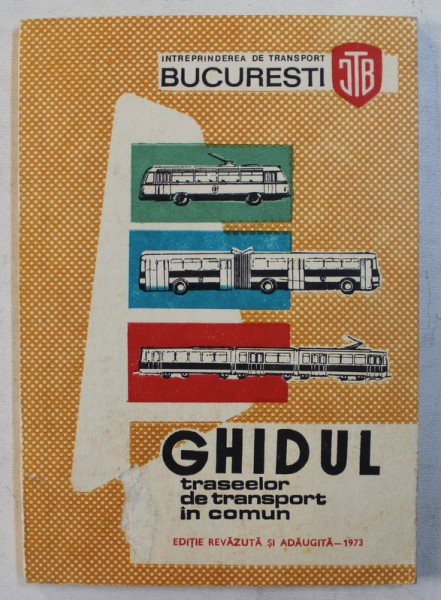 INTREPRINDEREA DE TRANSPORT
BUCURESTI
ITB
GHIDUL
traseelor
de transport
în comun
EDIȚIE REVĂZUTĂ ȘI ADĂUGITĂ—1973